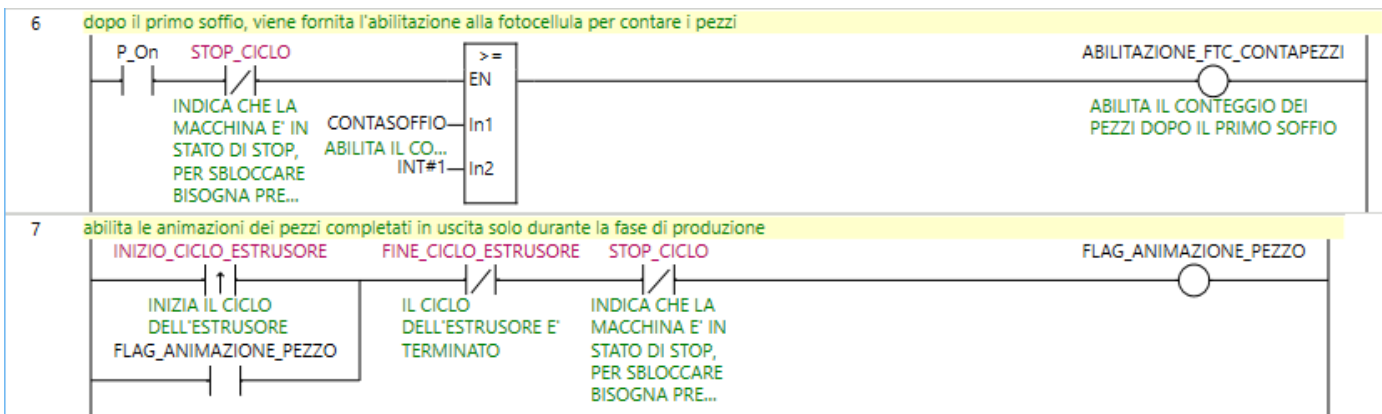 6
dopo il primo soffio, viene fornita l'abilitazione alla fotocellula per contare i pezzi
P_On
STOP_CICLO
INDICA CHE LA
MACCHINA E' IN
STATO DI STOP,
PER SBLOCCARE
BISOGNA PRE...
>=
EN
CONTASOFFIO
In1
ABILITA IL CO...
INT#1
In2
ABILITAZIONE_FTC_CONTAPEZZI
ABILITA IL CONTEGGIO DEI
PEZZI DOPO IL PRIMO SOFFIO
7
abilita le animazioni dei pezzi completati in uscita solo durante la fase di produzione
INIZIO_CICLO_ESTRUSORE
INIZIA IL CICLO
DELL'ESTRUSORE
FLAG_ANIMAZIONE_PEZZO
FINE_CICLO_ESTRUSORE
IL CICLO
DELL'ESTRUSORE E'
TERMINATO
STOP_CICLO
INDICA CHE LA
MACCHINA E' IN
STATO DI STOP,
PER SBLOCCARE
BISOGNA PRE...
FLAG_ANIMAZIONE_PEZZO